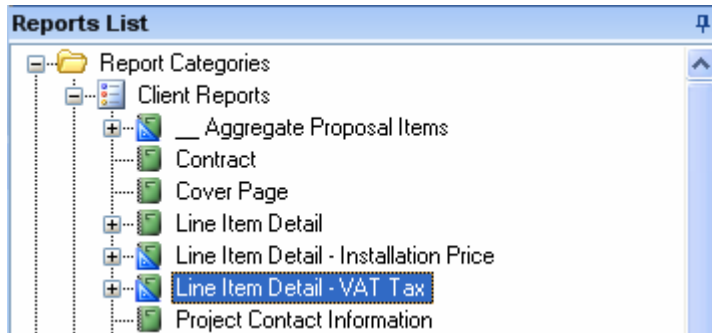 Reports List
Report Categories
Client Reports
__ Aggregate Proposal Items
Contract
Cover Page
Line Item Detail
Line Item Detail - Installation Price
Line Item Detail - VAT Tax
Project Contact Information